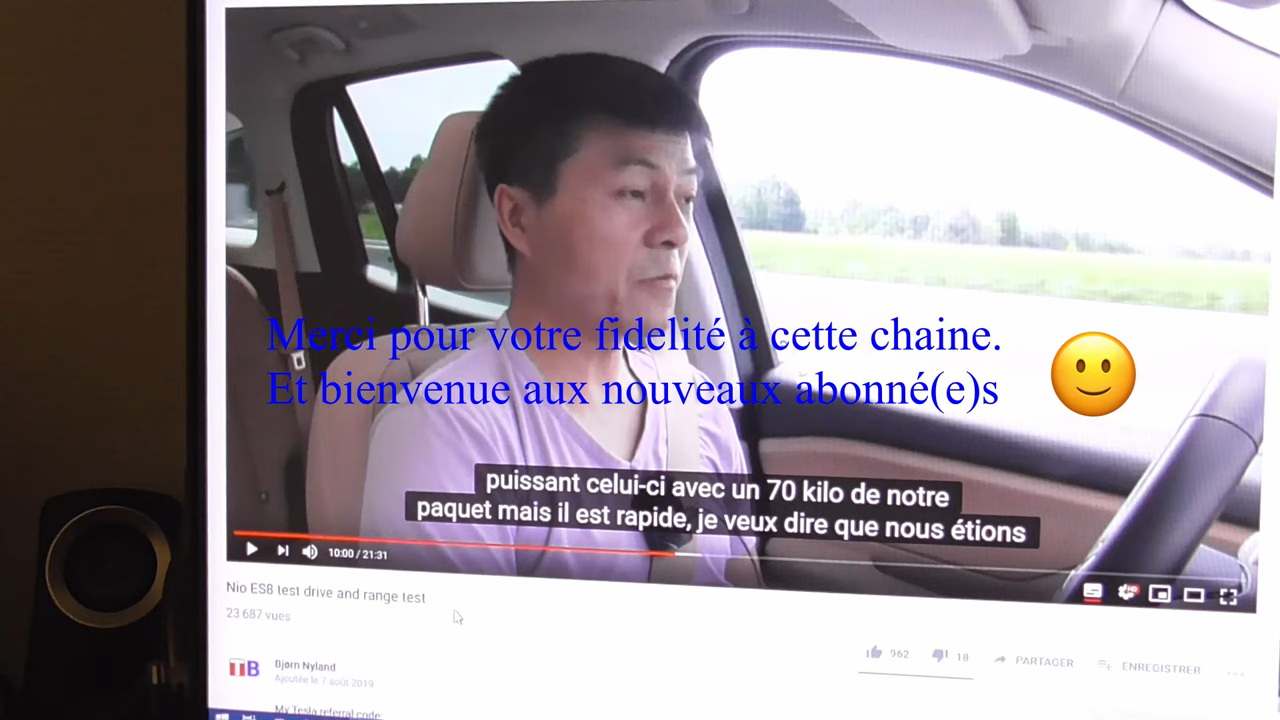 Merci pour votre fidelité à cette chaine.
Et bienvenue aux nouveaux abonné(e)s
puissant celui-ci avec un 70 kilo de notre
paquet mais il est rapide, je veux dire que nous étions
10:00 / 21:31
HD
Nio ES8 test drive and range test
23 687 vues
962
18
PARTAGER
ENREGISTRER
TB
Bjørn Nyland
Ajoutée le 7 août 2019
My Tesla referral code: